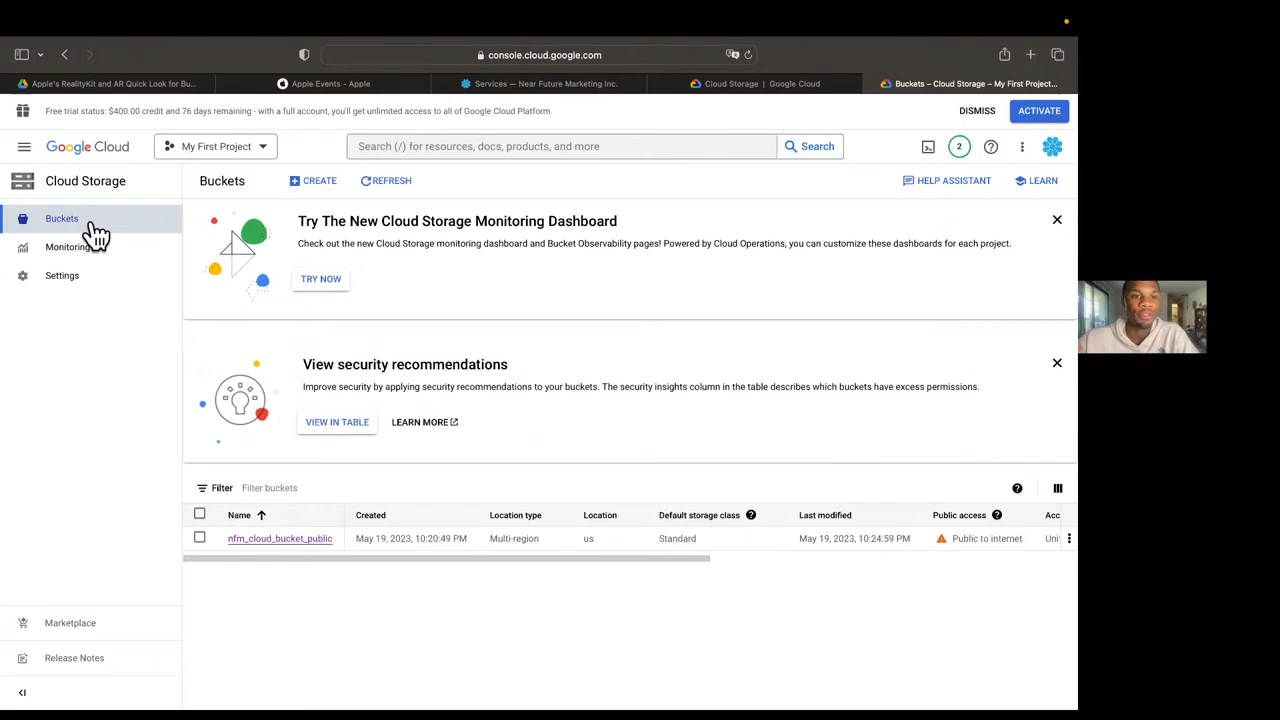 console.cloud.google.com
Apple's RealityKit and AR Quick Look for Bu...
Apple Events - Apple
Services — Near Future Marketing Inc.
Cloud Storage | Google Cloud
Buckets – Cloud Storage – My First Project...
Free trial status: $400.00 credit and 76 days remaining - with a full account, you'll get unlimited access to all of Google Cloud Platform.
DISMISS
ACTIVATE
Google Cloud
My First Project
Search (/) for resources, docs, products, and more
Search
2
Cloud Storage
Buckets
CREATE
REFRESH
HELP ASSISTANT
LEARN
Buckets
Monitoring
Settings
Try The New Cloud Storage Monitoring Dashboard
Check out the new Cloud Storage monitoring dashboard and Bucket Observability pages! Powered by Cloud Operations, you can customize these dashboards for each project.
TRY NOW
View security recommendations
Improve security by applying security recommendations to your buckets. The security insights column in the table describes which buckets have excess permissions.
VIEW IN TABLE
LEARN MORE
Filter
Filter buckets
Name
Created
Location type
Location
Default storage class
Last modified
Public access
Acc
nfm_cloud_bucket_public
May 19, 2023, 10:20:49 PM
Multi-region
us
Standard
May 19, 2023, 10:24:59 PM
Public to internet
Uni
Marketplace
Release Notes